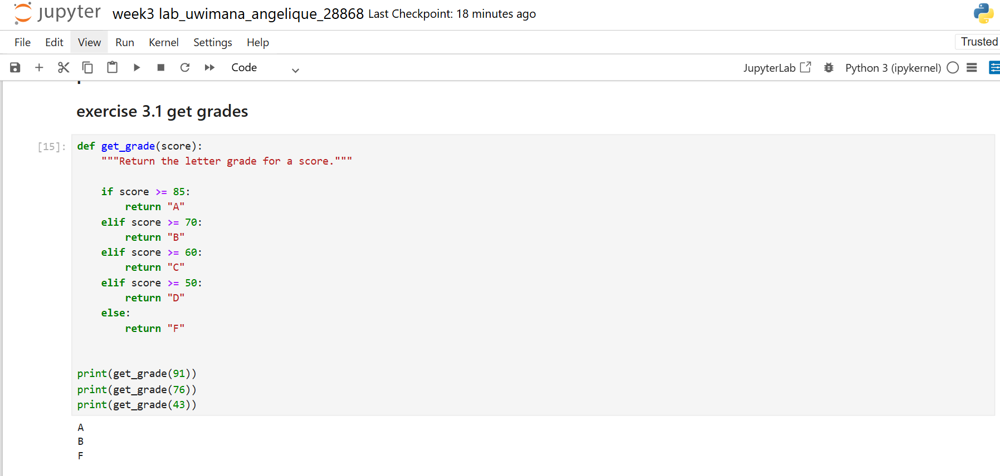 jupyter week3 lab_uwimana_angelique_28868 Last Checkpoint: 18 minutes ago
File Edit View Run Kernel Settings Help Trusted
Code JupyterLab Python 3 (ipykernel)
exercise 3.1 get grades
[15]: def get_grade(score):
    """Return the letter grade for a score."""
    if score >= 85:
        return "A"
    elif score >= 70:
        return "B"
    elif score >= 60:
        return "C"
    elif score >= 50:
        return "D"
    else:
        return "F"
print(get_grade(91))
print(get_grade(76))
print(get_grade(43))
A
B
F